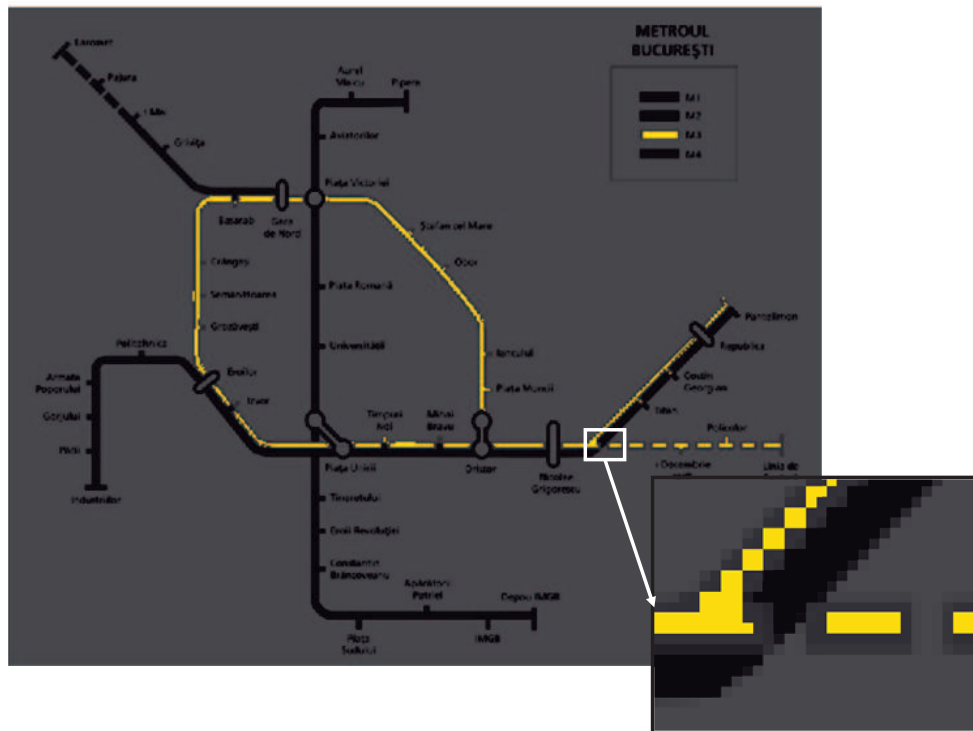 METROUL
BUCUREŞTI
M1
M2
M3
M4
Laromet
Pajura
1 Mai
Griviţa
Aurel
Vlaicu
Pipera
Aviatorilor
Piaţa Victoriei
Basarab
Gara
de Nord
Ştefan cel Mare
Obor
Crângaşi
Semănătoarea
Grozăveşti
Piaţa Romană
Universităţii
Iancului
Piaţa Muncii
Pantelimon
Republica
Costin
Georgian
Titan
Politehnica
Armata
Poporului
Gorjului
Păcii
Industriilor
Eroilor
Izvor
Timpuri
Noi
Mihai
Bravu
Piaţa Unirii
Dristor
Nicolae
Grigorescu
Policolor
1 Decembrie
Linia de
Tineretului
Eroii Revoluţiei
Constantin
Brâncoveanu
Apărătorii
Patriei
Depou IMGB
Piaţa
Sudului
IMGB